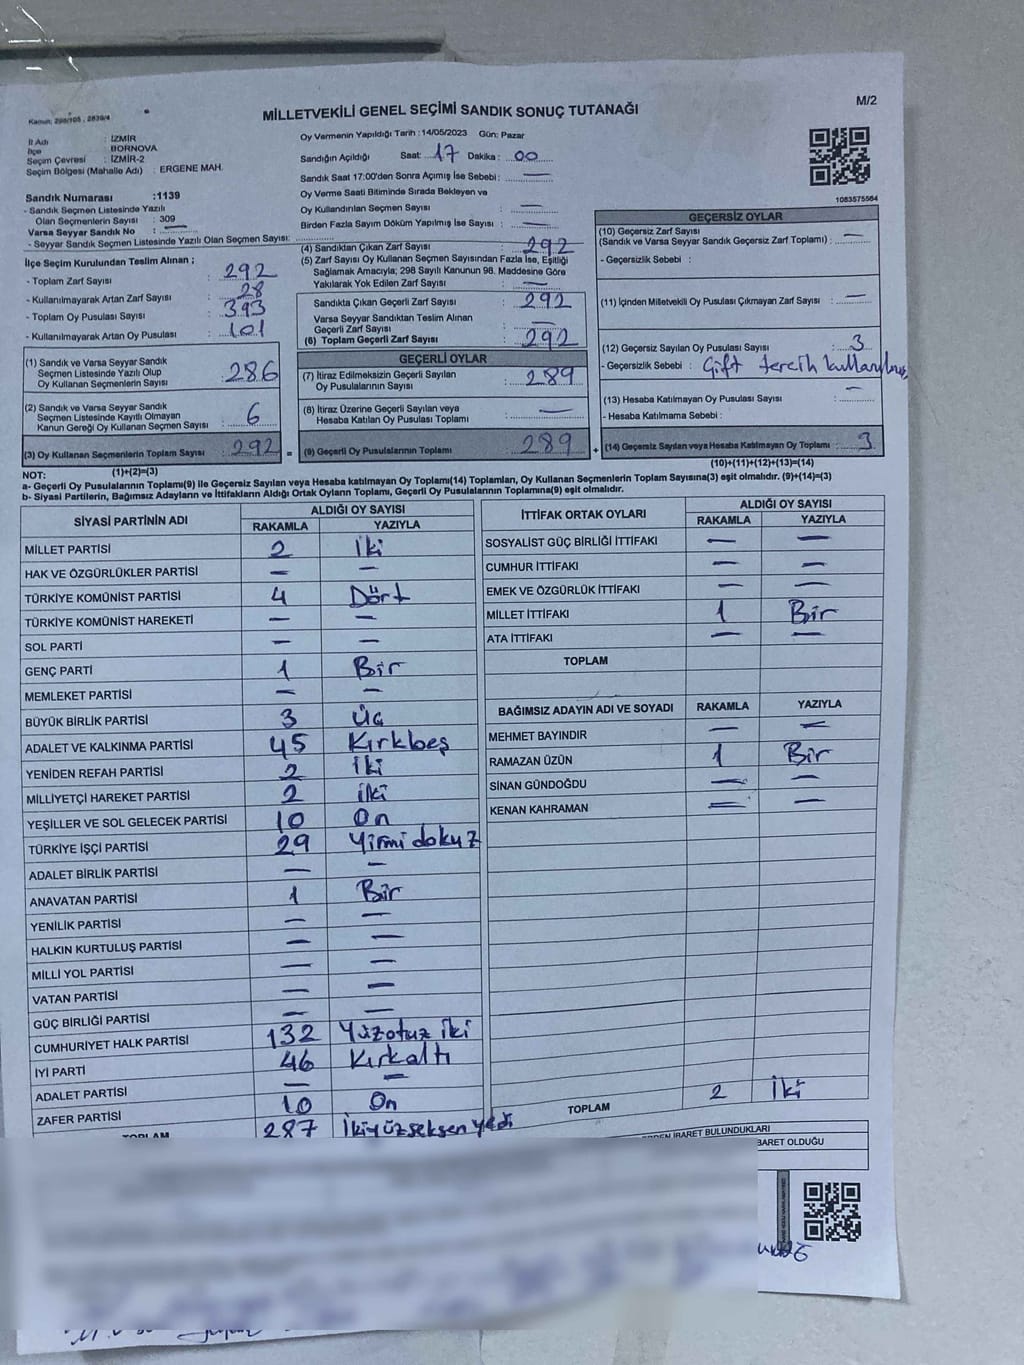 M/2
MİLLETVEKİLİ GENEL SEÇİMİ SANDIK SONUÇ TUTANAĞI
Kanun: 298/105 , 2839/4
İl Adı : İZMİR
İlçe : BORNOVA
Seçim Çevresi : İZMİR-2
Seçim Bölgesi (Mahalle Adı) : ERGENE MAH.
Sandık Numarası :1139
- Sandık Seçmen Listesinde Yazılı
Olan Seçmenlerin Sayısı : 309
Varsa Seyyar Sandık No : —
- Seyyar Sandık Seçmen Listesinde Yazılı Olan Seçmen Sayısı:
İlçe Seçim Kurulundan Teslim Alınan ;
- Toplam Zarf Sayısı : 292
- Kullanılmayarak Artan Zarf Sayısı : 28
- Toplam Oy Pusulası Sayısı : 393
- Kullanılmayarak Artan Oy Pusulası : 101
(1) Sandık ve Varsa Seyyar Sandık
Seçmen Listesinde Yazılı Olup
Oy Kullanan Seçmenlerin Sayısı : 286
(2) Sandık ve Varsa Seyyar Sandık
Seçmen Listesinde Kayıtlı Olmayan
Kanun Gereği Oy Kullanan Seçmen Sayısı : 6
(3) Oy Kullanan Seçmenlerin Toplam Sayısı : 292 =
(1)+(2)=(3)
Oy Vermenin Yapıldığı Tarih : 14/05/2023 Gün: Pazar
Sandığın Açıldığı Saat: 17 Dakika : 00
Sandık Saat 17:00'den Sonra Açımış İse Sebebi : —
Oy Verme Saati Bitiminde Sırada Bekleyen ve
Oy Kullandırılan Seçmen Sayısı : —
Birden Fazla Sayım Döküm Yapılmış İse Sayısı : —
(4) Sandıktan Çıkan Zarf Sayısı : 292
(5) Zarf Sayısı Oy Kullanan Seçmen Sayısından Fazla İse, Eşitliği
Sağlamak Amacıyla; 298 Sayılı Kanunun 98. Maddesine Göre
Yakılarak Yok Edilen Zarf Sayısı : —
Sandıkta Çıkan Geçerli Zarf Sayısı : 292
Varsa Seyyar Sandıktan Teslim Alınan
Geçerli Zarf Sayısı : —
(6) Toplam Geçerli Zarf Sayısı : 292
GEÇERLİ OYLAR
(7) İtiraz Edilmeksizin Geçerli Sayılan
Oy Pusulalarının Sayısı : 289
(8) İtiraz Üzerine Geçerli Sayılan veya
Hesaba Katılan Oy Pusulası Toplamı : —
(9) Geçerli Oy Pusulalarının Toplamı : 289 +
1083575564
GEÇERSİZ OYLAR
(10) Geçersiz Zarf Sayısı
(Sandık ve Varsa Seyyar Sandık Geçersiz Zarf Toplamı) : —
- Geçersizlik Sebebi :
(11) İçinden Milletvekili Oy Pusulası Çıkmayan Zarf Sayısı : —
(12) Geçersiz Sayılan Oy Pusulası Sayısı : 3
- Geçersizlik Sebebi : Çift tercih kullanılmış
(13) Hesaba Katılmayan Oy Pusulası Sayısı : —
- Hesaba Katılmama Sebebi :
(14) Geçersiz Sayılan veya Hesaba Katılmayan Oy Toplamı : 3
(10)+(11)+(12)+(13)=(14)
NOT:
a- Geçerli Oy Pusulalarının Toplamı(9) ile Geçersiz Sayılan veya Hesaba katılmayan Oy Toplamı(14) Toplamları, Oy Kullanan Seçmenlerin Toplam Sayısına(3) eşit olmalıdır. (9)+(14)=(3)
b- Siyasi Partilerin, Bağımsız Adayların ve İttifakların Aldığı Ortak Oyların Toplamı, Geçerli Oy Pusulalarının Toplamına(9) eşit olmalıdır.
SİYASİ PARTİNİN ADI ALDIĞI OY SAYISI
RAKAMLA YAZIYLA
MİLLET PARTİSİ 2 İki
HAK VE ÖZGÜRLÜKLER PARTİSİ — —
TÜRKİYE KOMÜNİST PARTİSİ 4 Dört
TÜRKİYE KOMÜNİST HAREKETİ — —
SOL PARTİ — —
GENÇ PARTİ 1 Bir
MEMLEKET PARTİSİ — —
BÜYÜK BİRLİK PARTİSİ 3 Üç
ADALET VE KALKINMA PARTİSİ 45 Kırkbeş
YENİDEN REFAH PARTİSİ 2 İki
MİLLİYETÇİ HAREKET PARTİSİ 2 iki
YEŞİLLER VE SOL GELECEK PARTİSİ 10 On
TÜRKİYE İŞÇİ PARTİSİ 29 Yirmi dokuz
ADALET BİRLİK PARTİSİ — —
ANAVATAN PARTİSİ 1 Bir
YENİLİK PARTİSİ — —
HALKIN KURTULUŞ PARTİSİ — —
MİLLİ YOL PARTİSİ — —
VATAN PARTİSİ — —
GÜÇ BİRLİĞİ PARTİSİ — —
CUMHURİYET HALK PARTİSİ 132 Yüzotuz iki
İYİ PARTİ 46 Kırkaltı
ADALET PARTİSİ — —
ZAFER PARTİSİ 10 On
TOPLAM 287 İkiyüzseksen yedi
İTTİFAK ORTAK OYLARI ALDIĞI OY SAYISI
RAKAMLA YAZIYLA
SOSYALİST GÜÇ BİRLİĞİ İTTİFAKI — —
CUMHUR İTTİFAKI — —
EMEK VE ÖZGÜRLÜK İTTİFAKI — —
MİLLET İTTİFAKI 1 Bir
ATA İTTİFAKI — —
TOPLAM
BAĞIMSIZ ADAYIN ADI VE SOYADI RAKAMLA YAZIYLA
MEHMET BAYINDIR — —
RAMAZAN ÜZÜN 1 Bir
SİNAN GÜNDOĞDU — —
KENAN KAHRAMAN — —
TOPLAM 2 İki
İBARET BULUNDUKLARI
BARET OLDUĞU